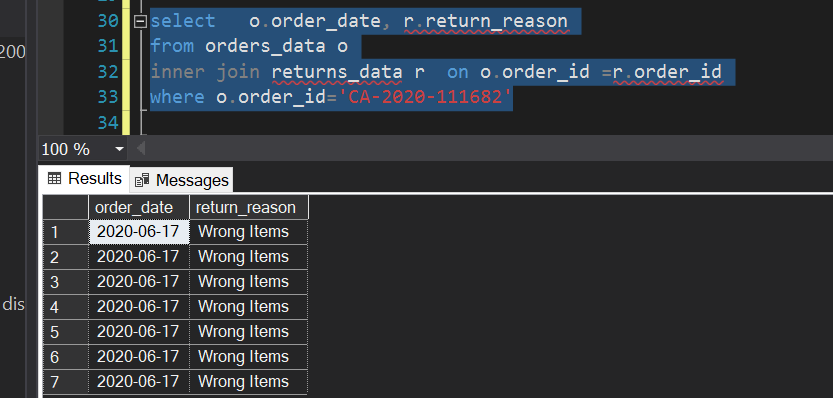 30 select   o.order_date, r.return_reason
200 31 from orders_data o
32 inner join returns_data r  on o.order_id =r.order_id
33 where o.order_id='CA-2020-111682'
34
100 %
Results Messages
order_date return_reason
1 2020-06-17 Wrong Items
2 2020-06-17 Wrong Items
3 2020-06-17 Wrong Items
dis 4 2020-06-17 Wrong Items
5 2020-06-17 Wrong Items
6 2020-06-17 Wrong Items
7 2020-06-17 Wrong Items